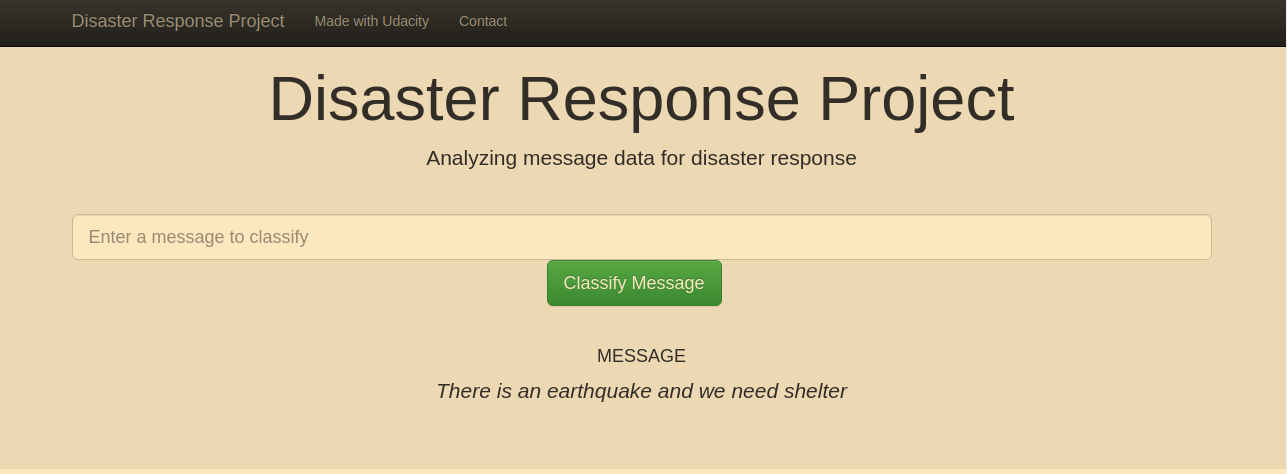 Disaster Response Project Made with Udacity Contact
Disaster Response Project
Analyzing message data for disaster response
Enter a message to classify
Classify Message
MESSAGE
There is an earthquake and we need shelter